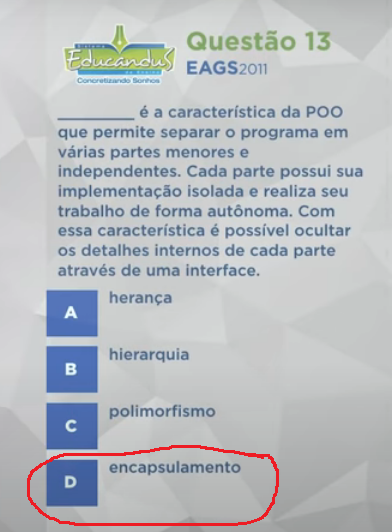 Sistema
Educandus
de Ensino
Concretizando Sonhos
Questão 13
EAGS2011
________ é a característica da POO
que permite separar o programa em
várias partes menores e
independentes. Cada parte possui sua
implementação isolada e realiza seu
trabalho de forma autônoma. Com
essa característica é possível ocultar
os detalhes internos de cada parte
através de uma interface.
A herança
B hierarquia
C polimorfismo
D encapsulamento